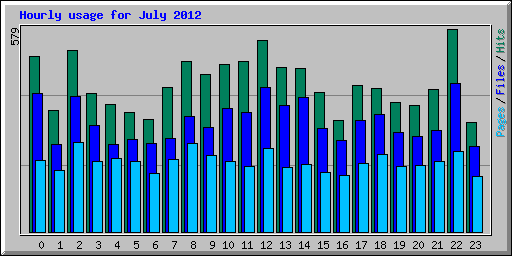 Hourly usage for July 2012
579
Pages/Files/Hits
0 1 2 3 4 5 6 7 8 9 10 11 12 13 14 15 16 17 18 19 20 21 22 23